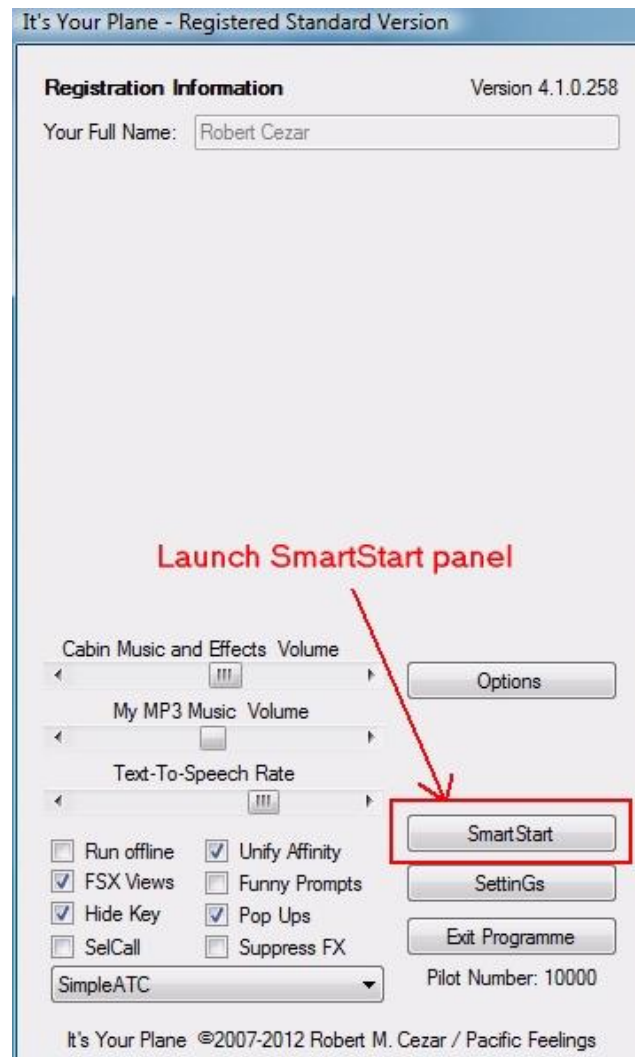 It's Your Plane - Registered Standard Version
Registration Information Version 4.1.0.258
Your Full Name: Robert Cezar
Launch SmartStart panel
Cabin Music and Effects Volume
Options
My MP3 Music Volume
Text-To-Speech Rate
SmartStart
Run offline Unify Affinity
FSX Views Funny Prompts
SettinGs
Hide Key Pop Ups
Exit Programme
SelCall Suppress FX
SimpleATC
Pilot Number: 10000
It's Your Plane ©2007-2012 Robert M. Cezar / Pacific Feelings